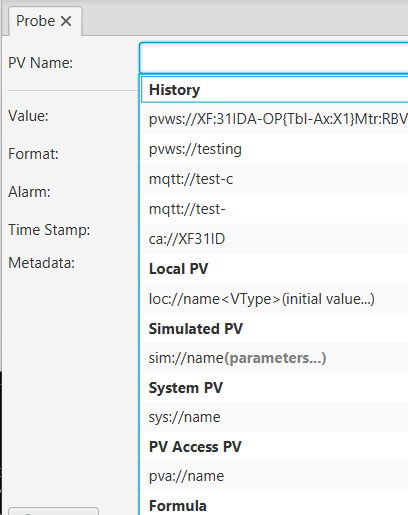 Probe
PV Name:
History
Value:
pvws://XF:31IDA-OP{Tbl-Ax:X1}Mtr:RBV
pvws://testing
Format:
mqtt://test-c
Alarm:
mqtt://test-
Time Stamp:
ca://XF31ID
Metadata:
Local PV
loc://name<VType>(initial value...)
Simulated PV
sim://name(parameters...)
System PV
sys://name
PV Access PV
pva://name
Formula